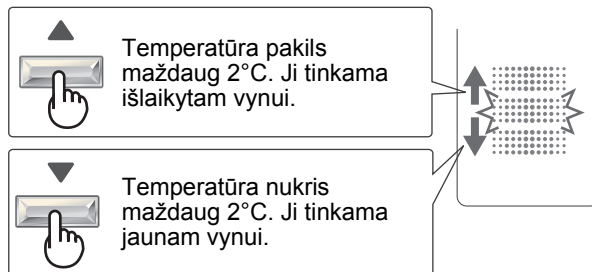 Temperatūra pakils
maždaug 2°C. Ji tinkama
išlaikytam vynui.
Temperatūra nukris
maždaug 2°C. Ji tinkama
jaunam vynui.